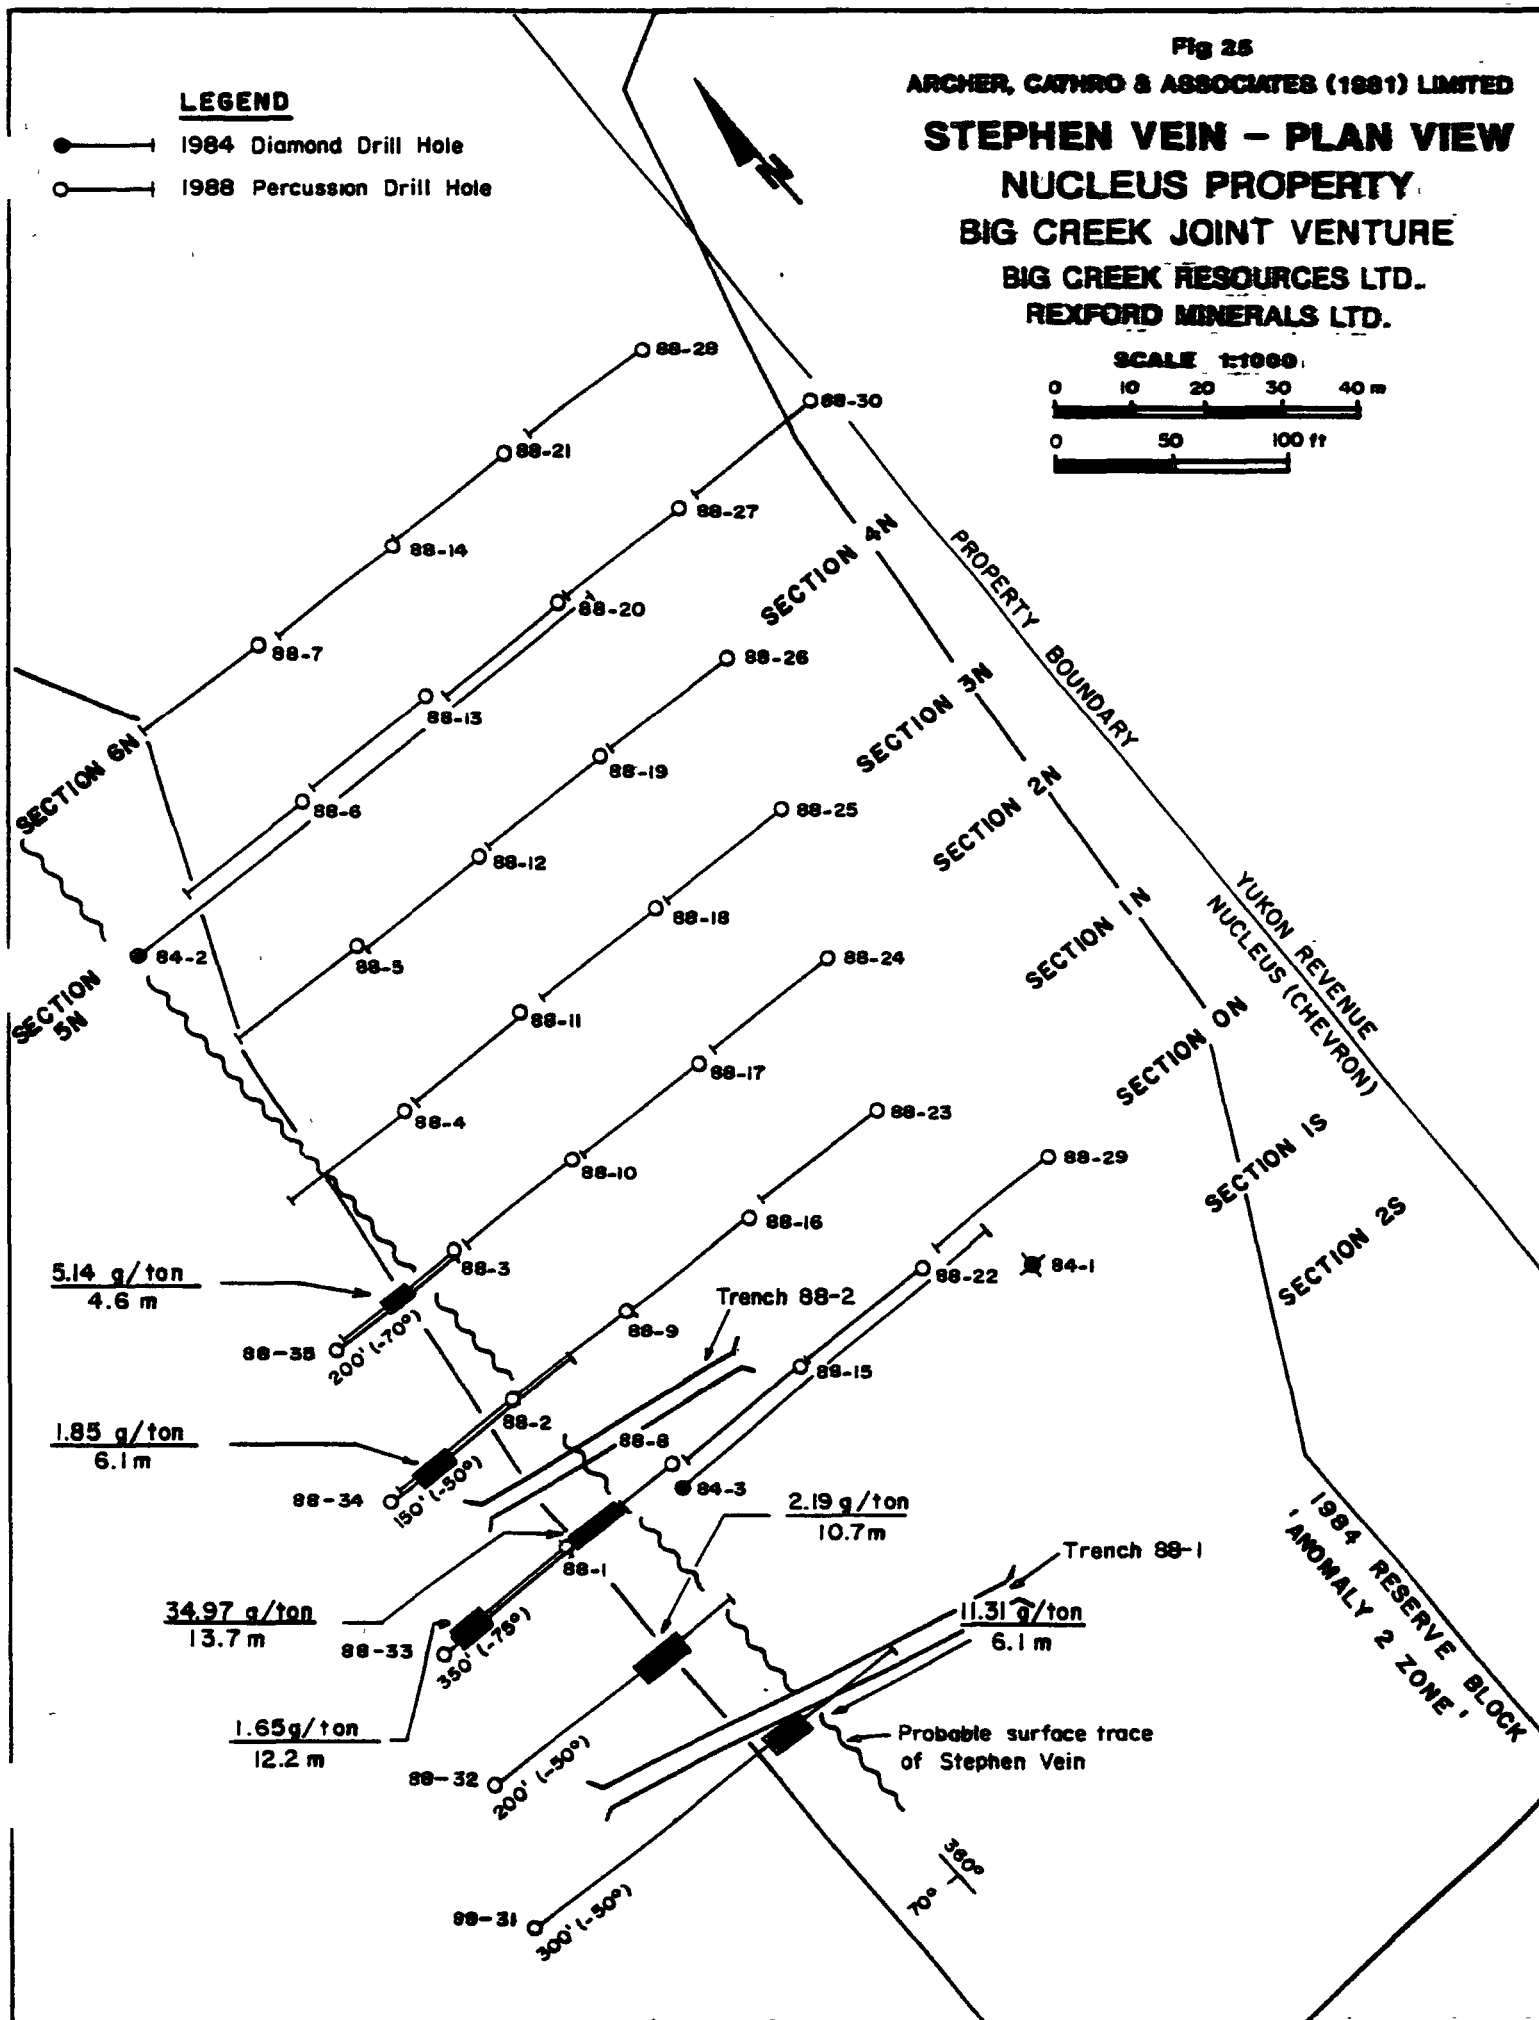 Fig 25
ARCHER, CATHRO & ASSOCIATES (1981) LIMITED
STEPHEN VEIN - PLAN VIEW
NUCLEUS PROPERTY
BIG CREEK JOINT VENTURE
BIG CREEK RESOURCES LTD.
REXFORD MINERALS LTD.
SCALE 1:1000
0 10 20 30 40 m
0 50 100 ft
LEGEND
1984 Diamond Drill Hole
1988 Percussion Drill Hole
N
88-28
88-30
88-21
88-27
88-14
88-20
88-7
88-26
88-13
88-19
88-6
88-25
88-12
88-18
84-2
88-5
88-24
88-11
88-17
88-4
88-23
88-10
88-29
88-16
88-3
88-22
84-1
88-9
88-35
200' (-70°)
88-15
88-2
88-8
88-34
150' (-50°)
84-3
88-1
88-33
350' (-75°)
88-32
200' (-50°)
88-31
300' (-50°)
SECTION 6N
SECTION
5N
SECTION 4N
SECTION 3N
SECTION 2N
SECTION 1N
SECTION 0N
SECTION 1S
SECTION 2S
PROPERTY BOUNDARY
YUKON REVENUE
NUCLEUS (CHEVRON)
5.14 g/ton
4.6 m
1.85 g/ton
6.1 m
34.97 g/ton
13.7 m
1.65 g/ton
12.2 m
2.19 g/ton
10.7 m
11.31 g/ton
6.1 m
Trench 88-2
Trench 88-1
Probable surface trace
of Stephen Vein
360°
70°
1984 RESERVE BLOCK
'ANOMALY 2 ZONE'